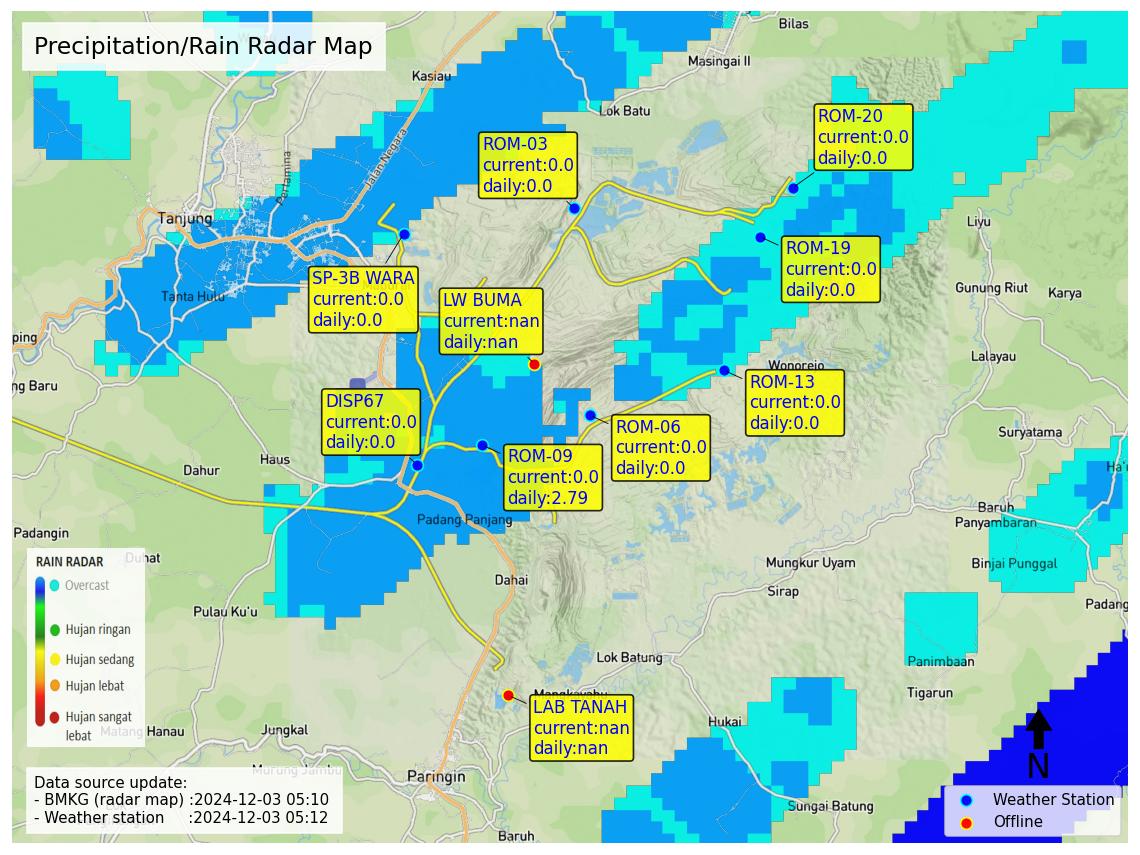 Bilas
Precipitation/Rain Radar Map
Masingai II
Kasiau
Lok Batu
ROM-20
current:0.0
daily:0.0
ROM-03
current:0.0
daily:0.0
Jalan Negara
Pertamina
Tanjung
Liyu
ROM-19
current:0.0
daily:0.0
SP-3B WARA
current:0.0
daily:0.0
LW BUMA
current:nan
daily:nan
Tanta Hulu
Gunung Riut
Karya
ping
Lalayau
Wonorejo
ng Baru
ROM-13
current:0.0
daily:0.0
DISP67
current:0.0
daily:0.0
ROM-06
current:0.0
daily:0.0
Suryatama
Haus
Dahur
ROM-09
current:0.0
daily:2.79
Baruh
Panyambaran
Padang Panjang
Padangin
Duhat
Mungkur Uyam
Binjai Punggal
RAIN RADAR
Overcast
Hujan ringan
Hujan sedang
Hujan lebat
Hujan sangat
lebat
Dahai
Sirap
Padang
Pulau Ku'u
Lok Batung
Panimbaan
Tigarun
LAB TANAH
current:nan
daily:nan
Hukai
Matang Hanau
Jungkal
Murung Jambu
Paringin
N
Data source update:
- BMKG (radar map) :2024-12-03 05:10
- Weather station :2024-12-03 05:12
Sungai Batung
Weather Station
Offline
Baruh